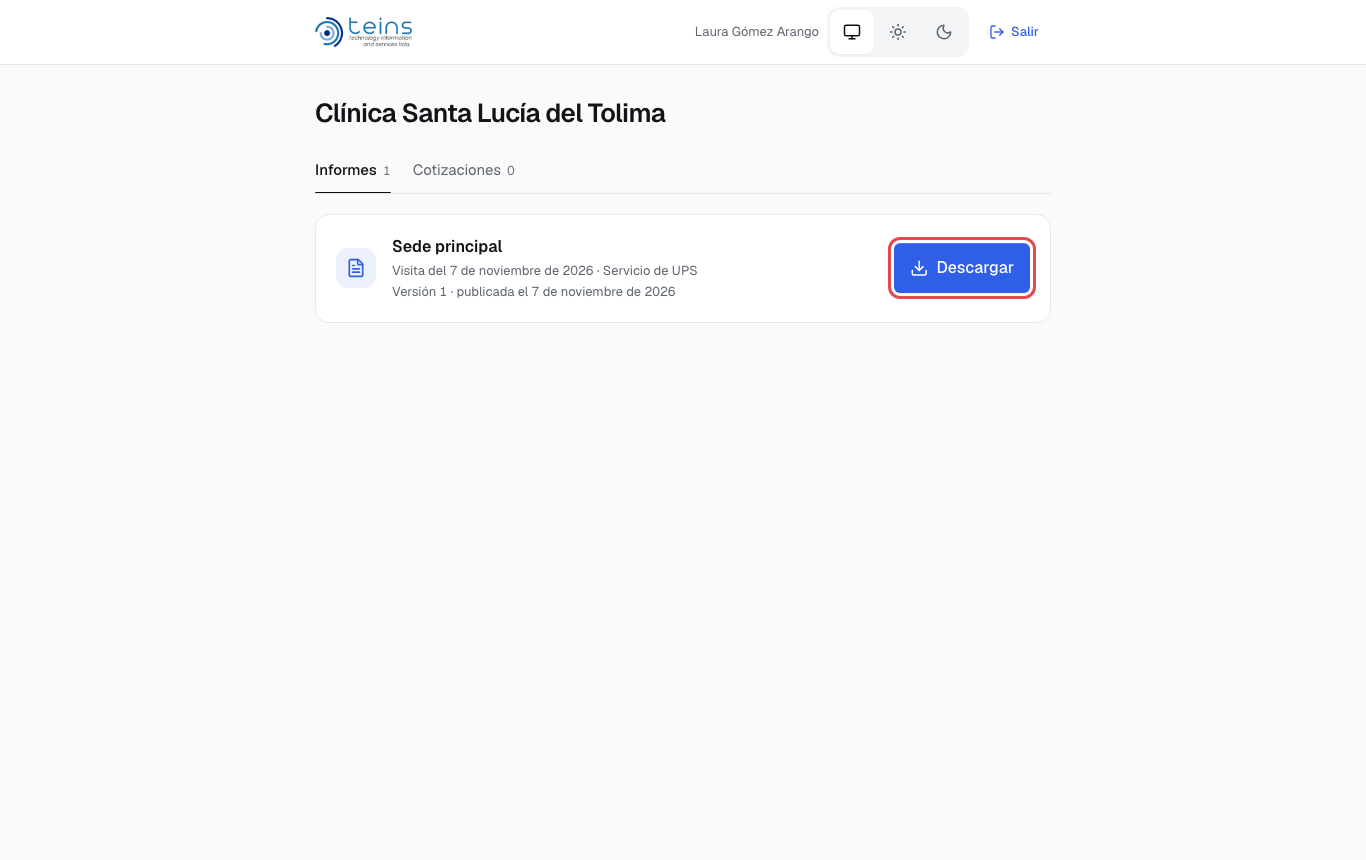 teins
Technology information
and services ltda.
Laura Gómez Arango
Salir
Clínica Santa Lucía del Tolima
Informes 1
Cotizaciones 0
Sede principal
Visita del 7 de noviembre de 2026 · Servicio de UPS
Versión 1 · publicada el 7 de noviembre de 2026
Descargar